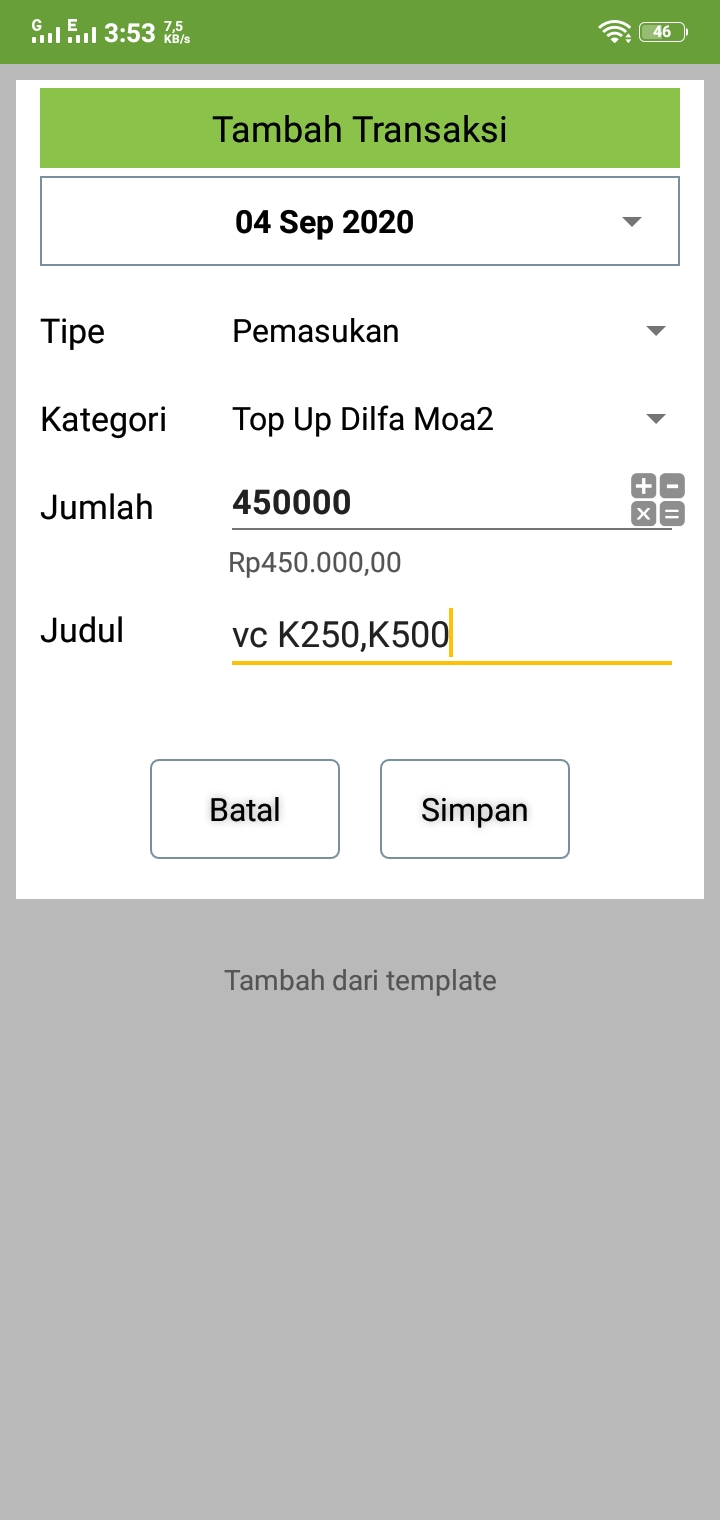 G E 3:53 7,5 KB/s 46
Tambah Transaksi
04 Sep 2020
Tipe Pemasukan
Kategori Top Up Dilfa Moa2
Jumlah 450000
Rp450.000,00
Judul vc K250,K500
Batal Simpan
Tambah dari template